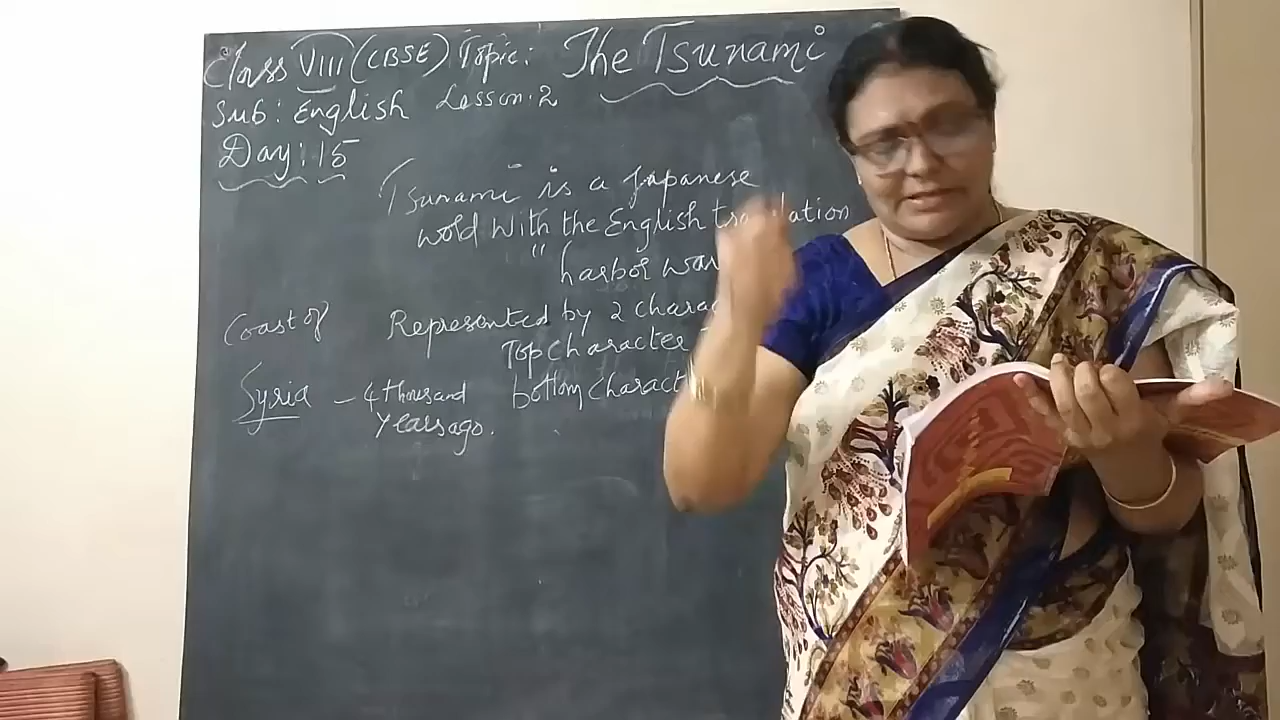 Class VIII (CBSE) Topic: The Tsunami
Sub: English Lesson.2
Day: 15
Tsunami is a Japanese
wold with the English
"harbor
Coast of Represented by 2
Top Character
Syria - 4 thousand bottom
years ago.